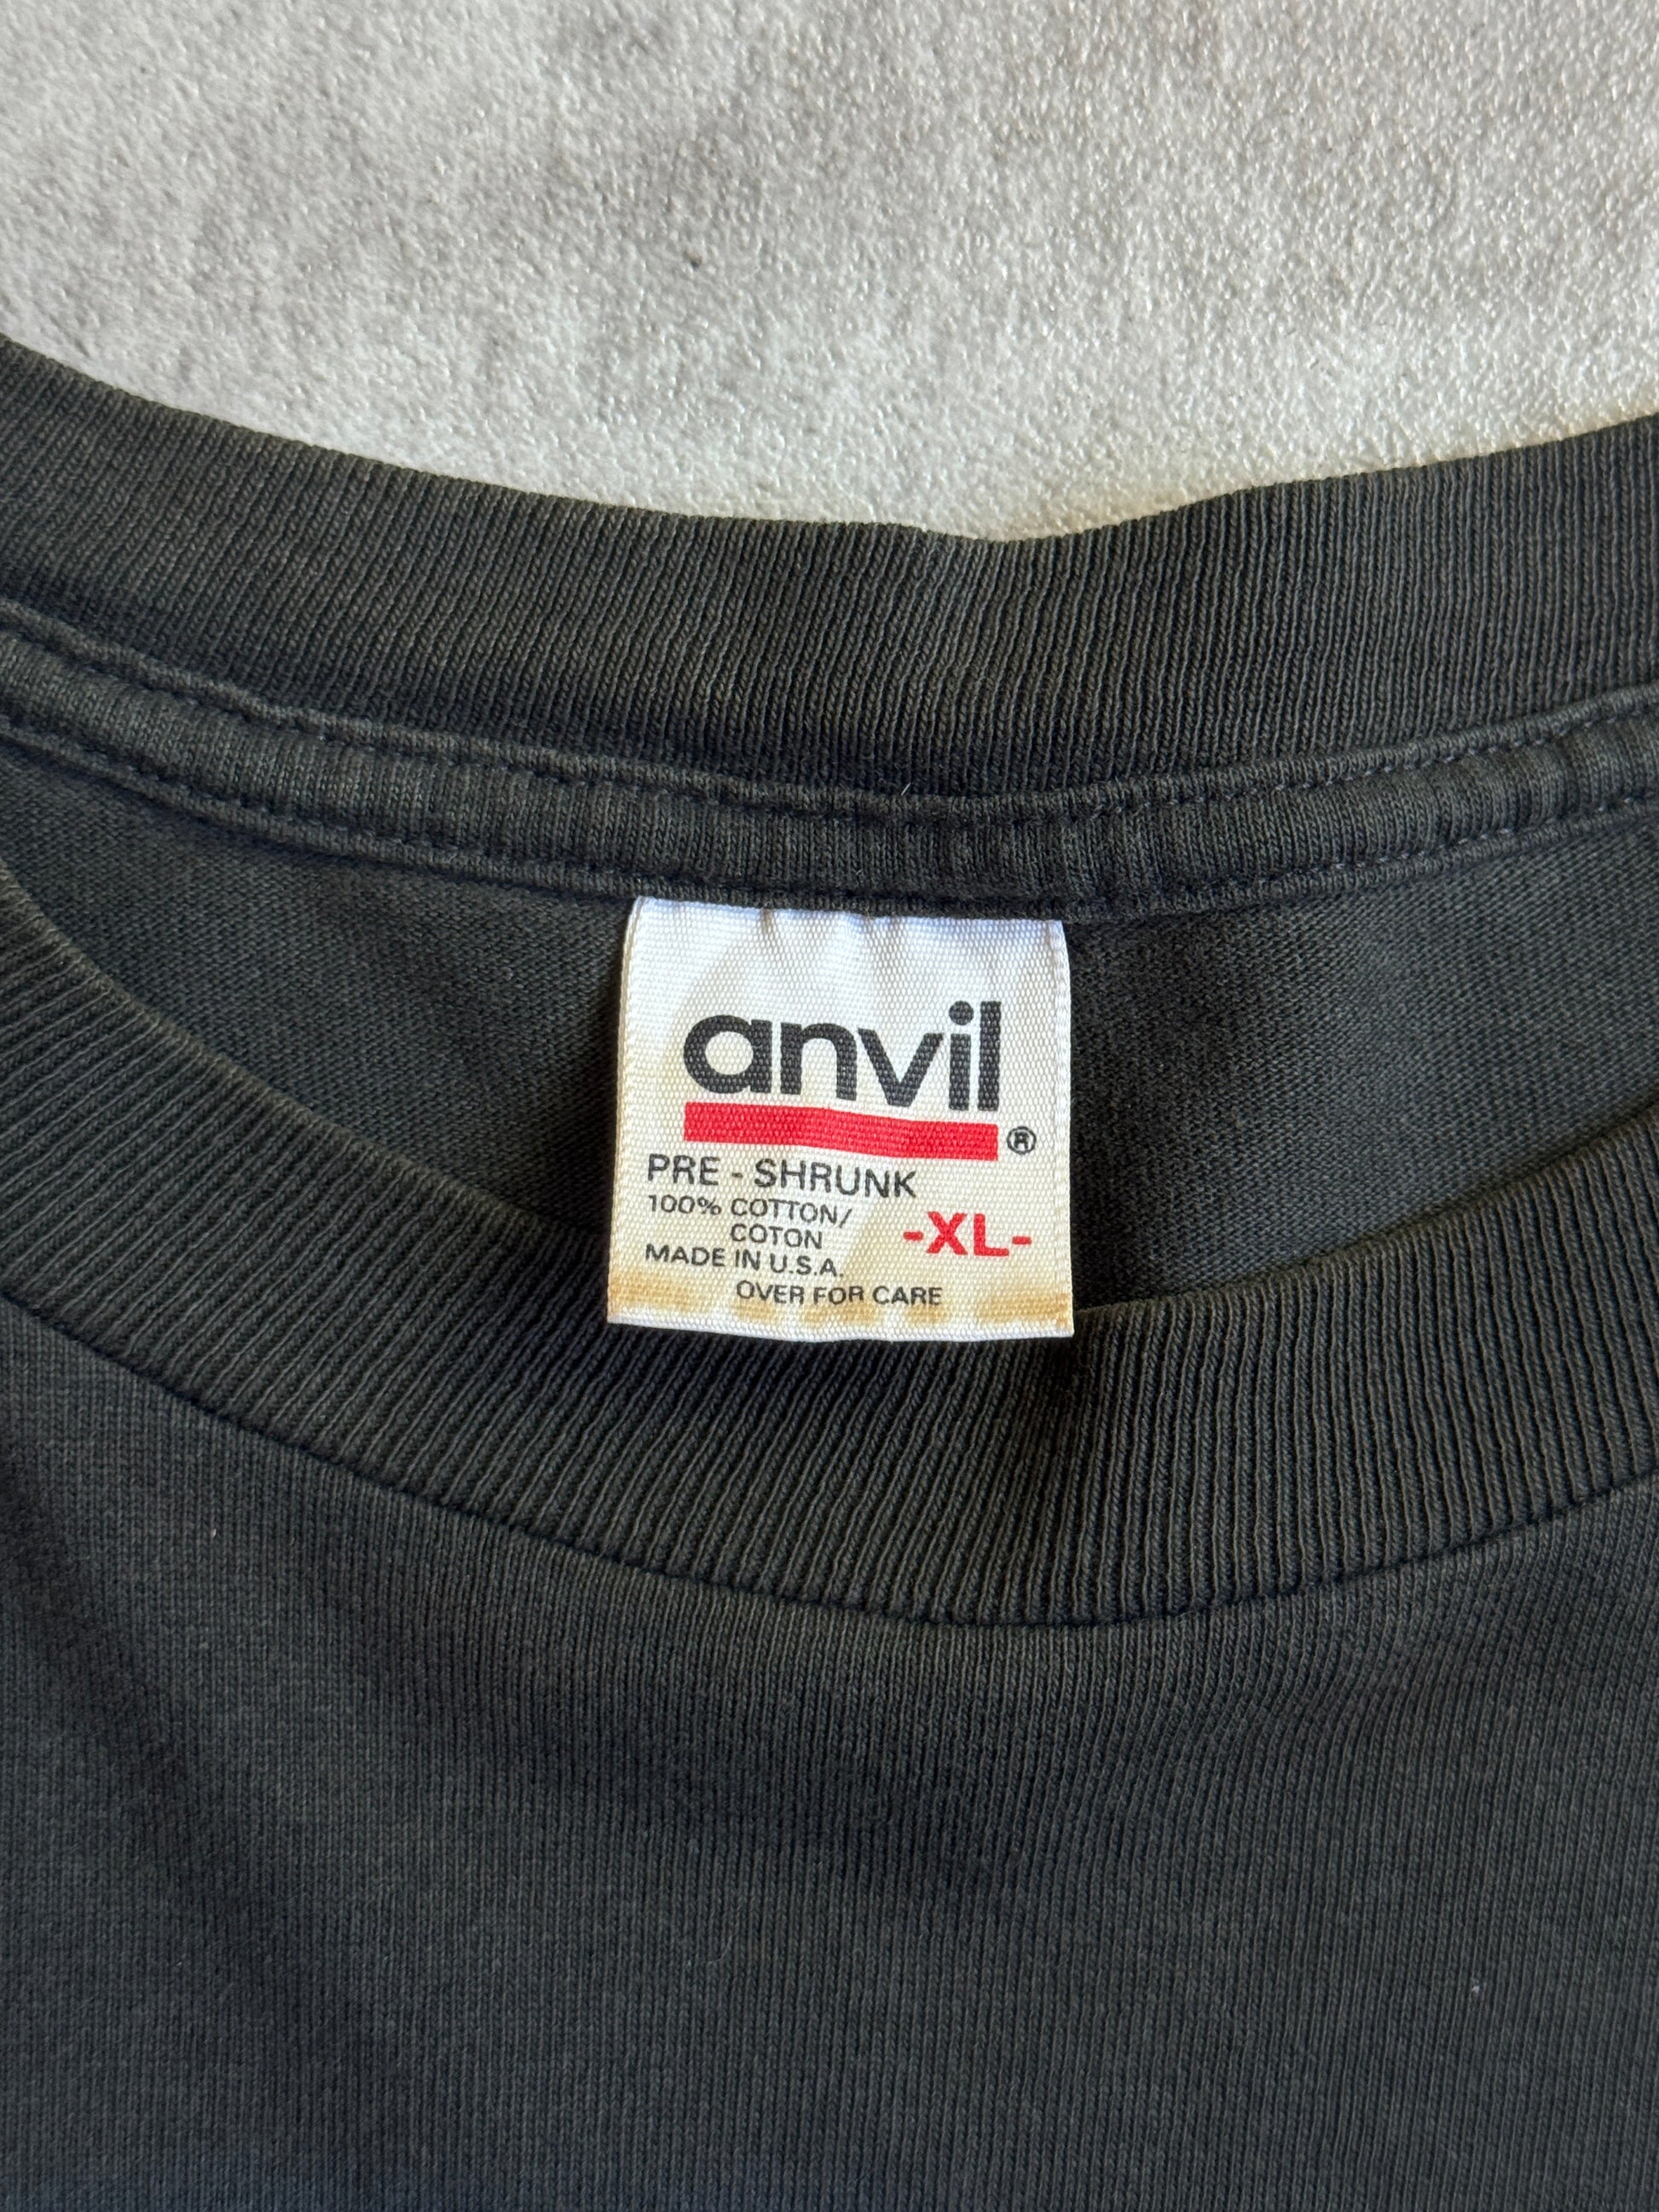 anvil®
PRE - SHRUNK
100% COTTON/
COTON
-XL-
MADE IN U.S.A.
OVER FOR CARE